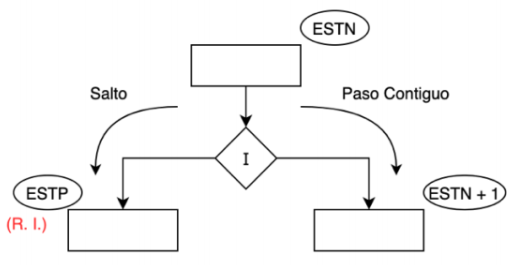 ESTN
Salto
Paso Contiguo
I
ESTP
ESTN + 1
(R. I.)